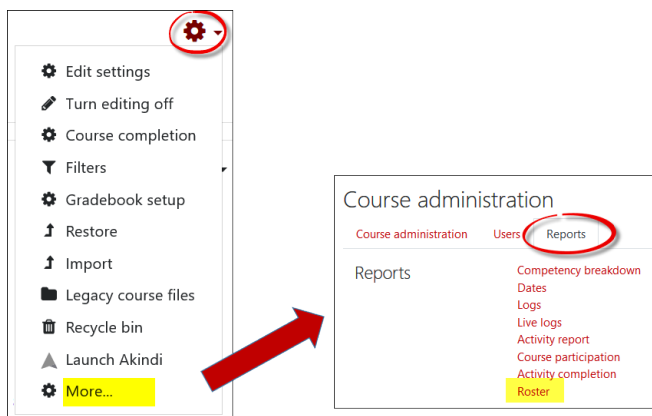 Edit settings
Turn editing off
Course completion
Filters
Gradebook setup
Restore
Import
Legacy course files
Recycle bin
Launch Akindi
More...
Course administration
Course administration Users Reports
Reports
Competency breakdown
Dates
Logs
Live logs
Activity report
Course participation
Activity completion
Roster